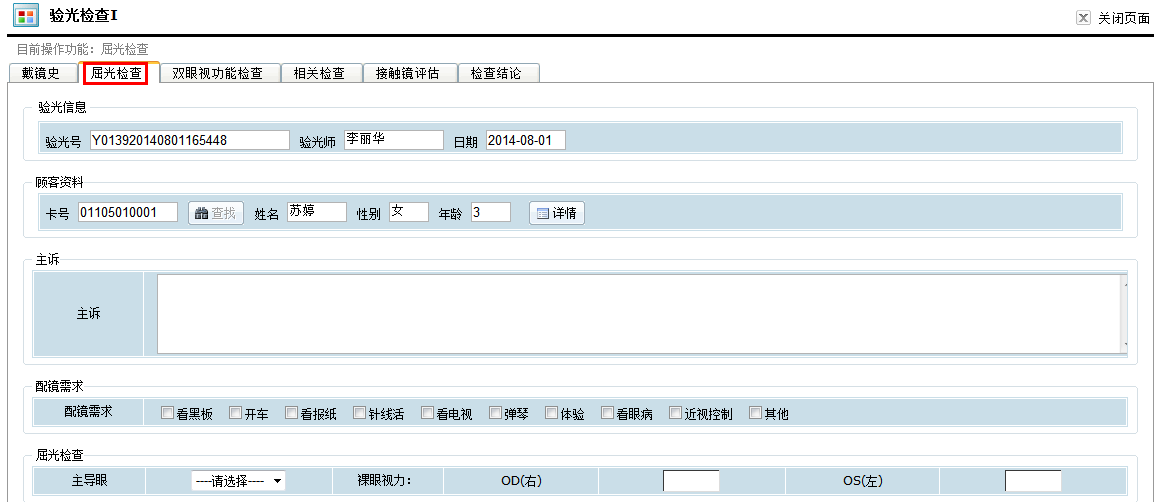 验光检查I
关闭页面
目前操作功能：屈光检查
戴镜史 屈光检查 双眼视功能检查 相关检查 接触镜评估 检查结论
验光信息
验光号 Y013920140801165448 验光师 李丽华 日期 2014-08-01
顾客资料
卡号 01105010001 查找 姓名 苏婷 性别 女 年龄 3 详情
主诉
主诉
配镜需求
配镜需求 看黑板 开车 看报纸 针线活 看电视 弹琴 体验 看眼病 近视控制 其他
屈光检查
主导眼 ----请选择---- 裸眼视力： OD(右) OS(左)